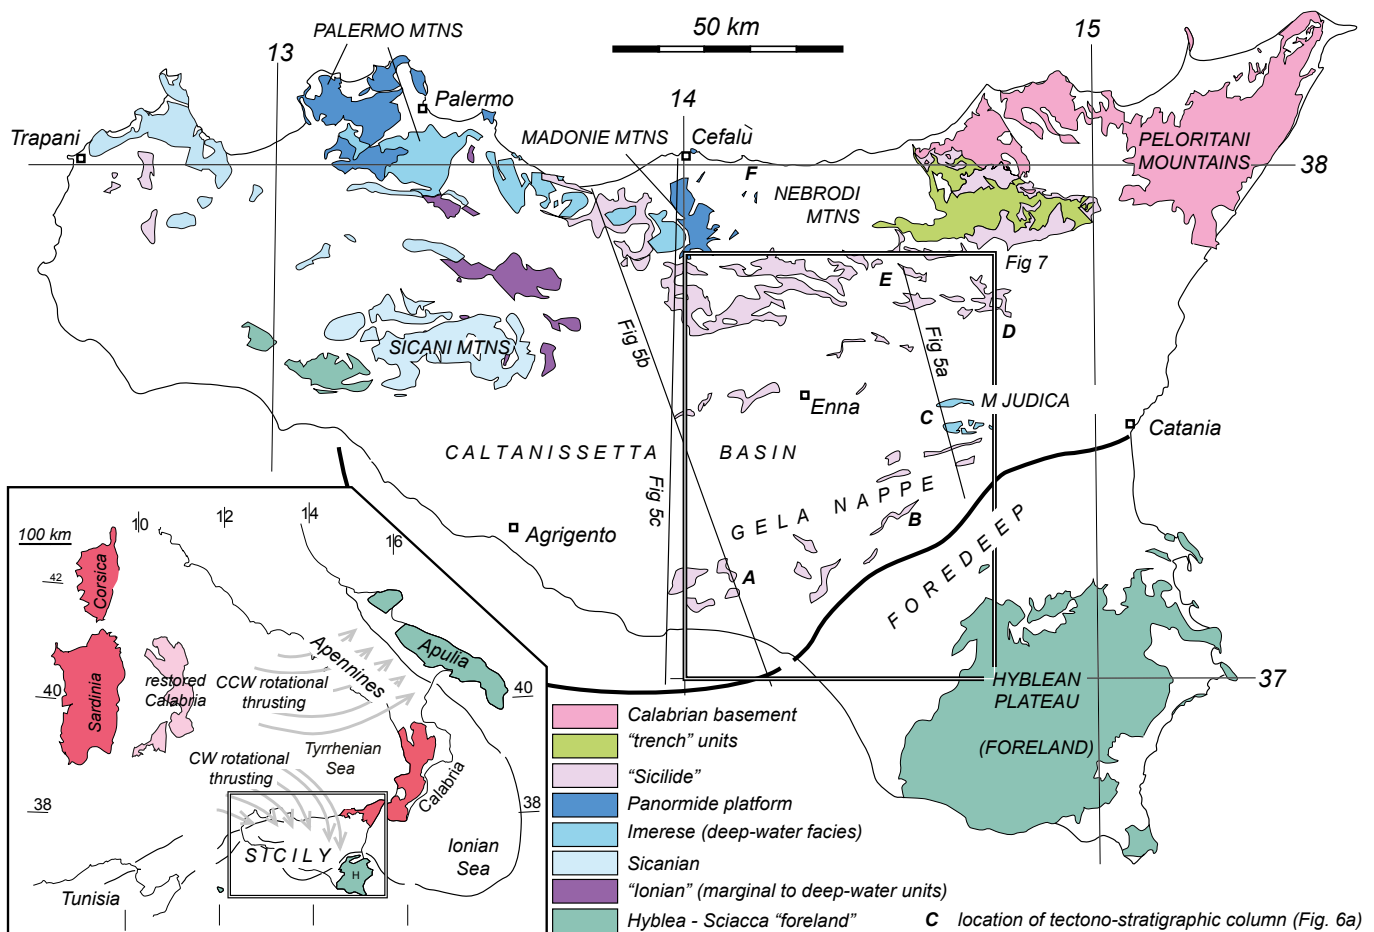 PALERMO MTNS
50 km
13
15
14
Palermo
Trapani
MADONIE MTNS
Cefalù
PELORITANI
MOUNTAINS
38
F
NEBRODI
MTNS
Fig 7
E
D
Fig 5b
Fig 5a
SICANI MTNS
Enna
M JUDICA
C
Catania
CALTANISSETTA BASIN
Fig 5c
GELA NAPPE
B
Agrigento
A
FOREDEEP
37
HYBLEAN
PLATEAU
(FORELAND)
100 km
10
12
14
16
42
Corsica
Apennines
Apulia
restored
Calabria
CCW rotational
thrusting
40
40
Sardinia
Tyrrhenian
Sea
CW rotational
thrusting
Calabria
38
38
SICILY
Ionian
Sea
H
Tunisia
Calabrian basement
"trench" units
"Sicilide"
Panormide platform
Imerese (deep-water facies)
Sicanian
"Ionian" (marginal to deep-water units)
Hyblea - Sciacca "foreland"
C location of tectono-stratigraphic column (Fig. 6a)